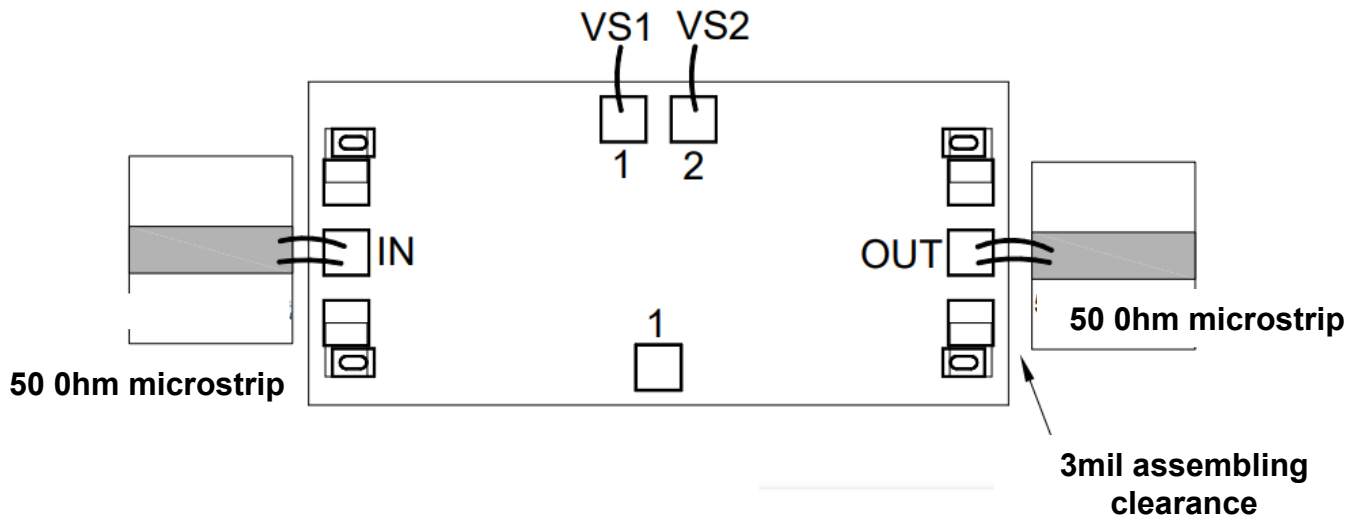 VS1 VS2
1 2
IN
OUT
1
50 0hm microstrip
50 0hm microstrip
3mil assembling
clearance